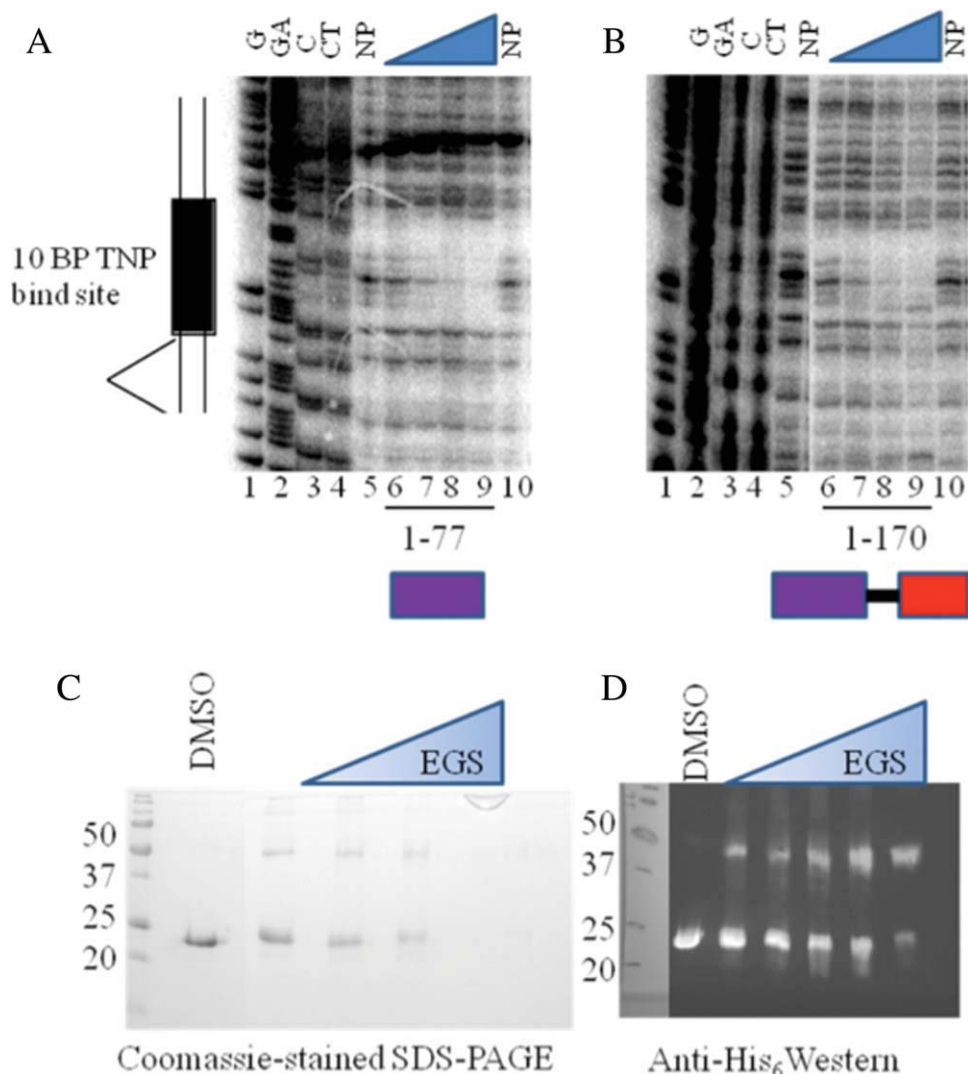 A
G GA C CT NP NP
B
G GA C CT NP NP
10 BP TNP
bind site
1 2 3 4 5 6 7 8 9 10
1-77
1 2 3 4 5 6 7 8 9 10
1-170
C
DMSO
EGS
50
37
25
20
Coomassie-stained SDS-PAGE
D
DMSO
EGS
50
37
25
20
Anti-His6 Western